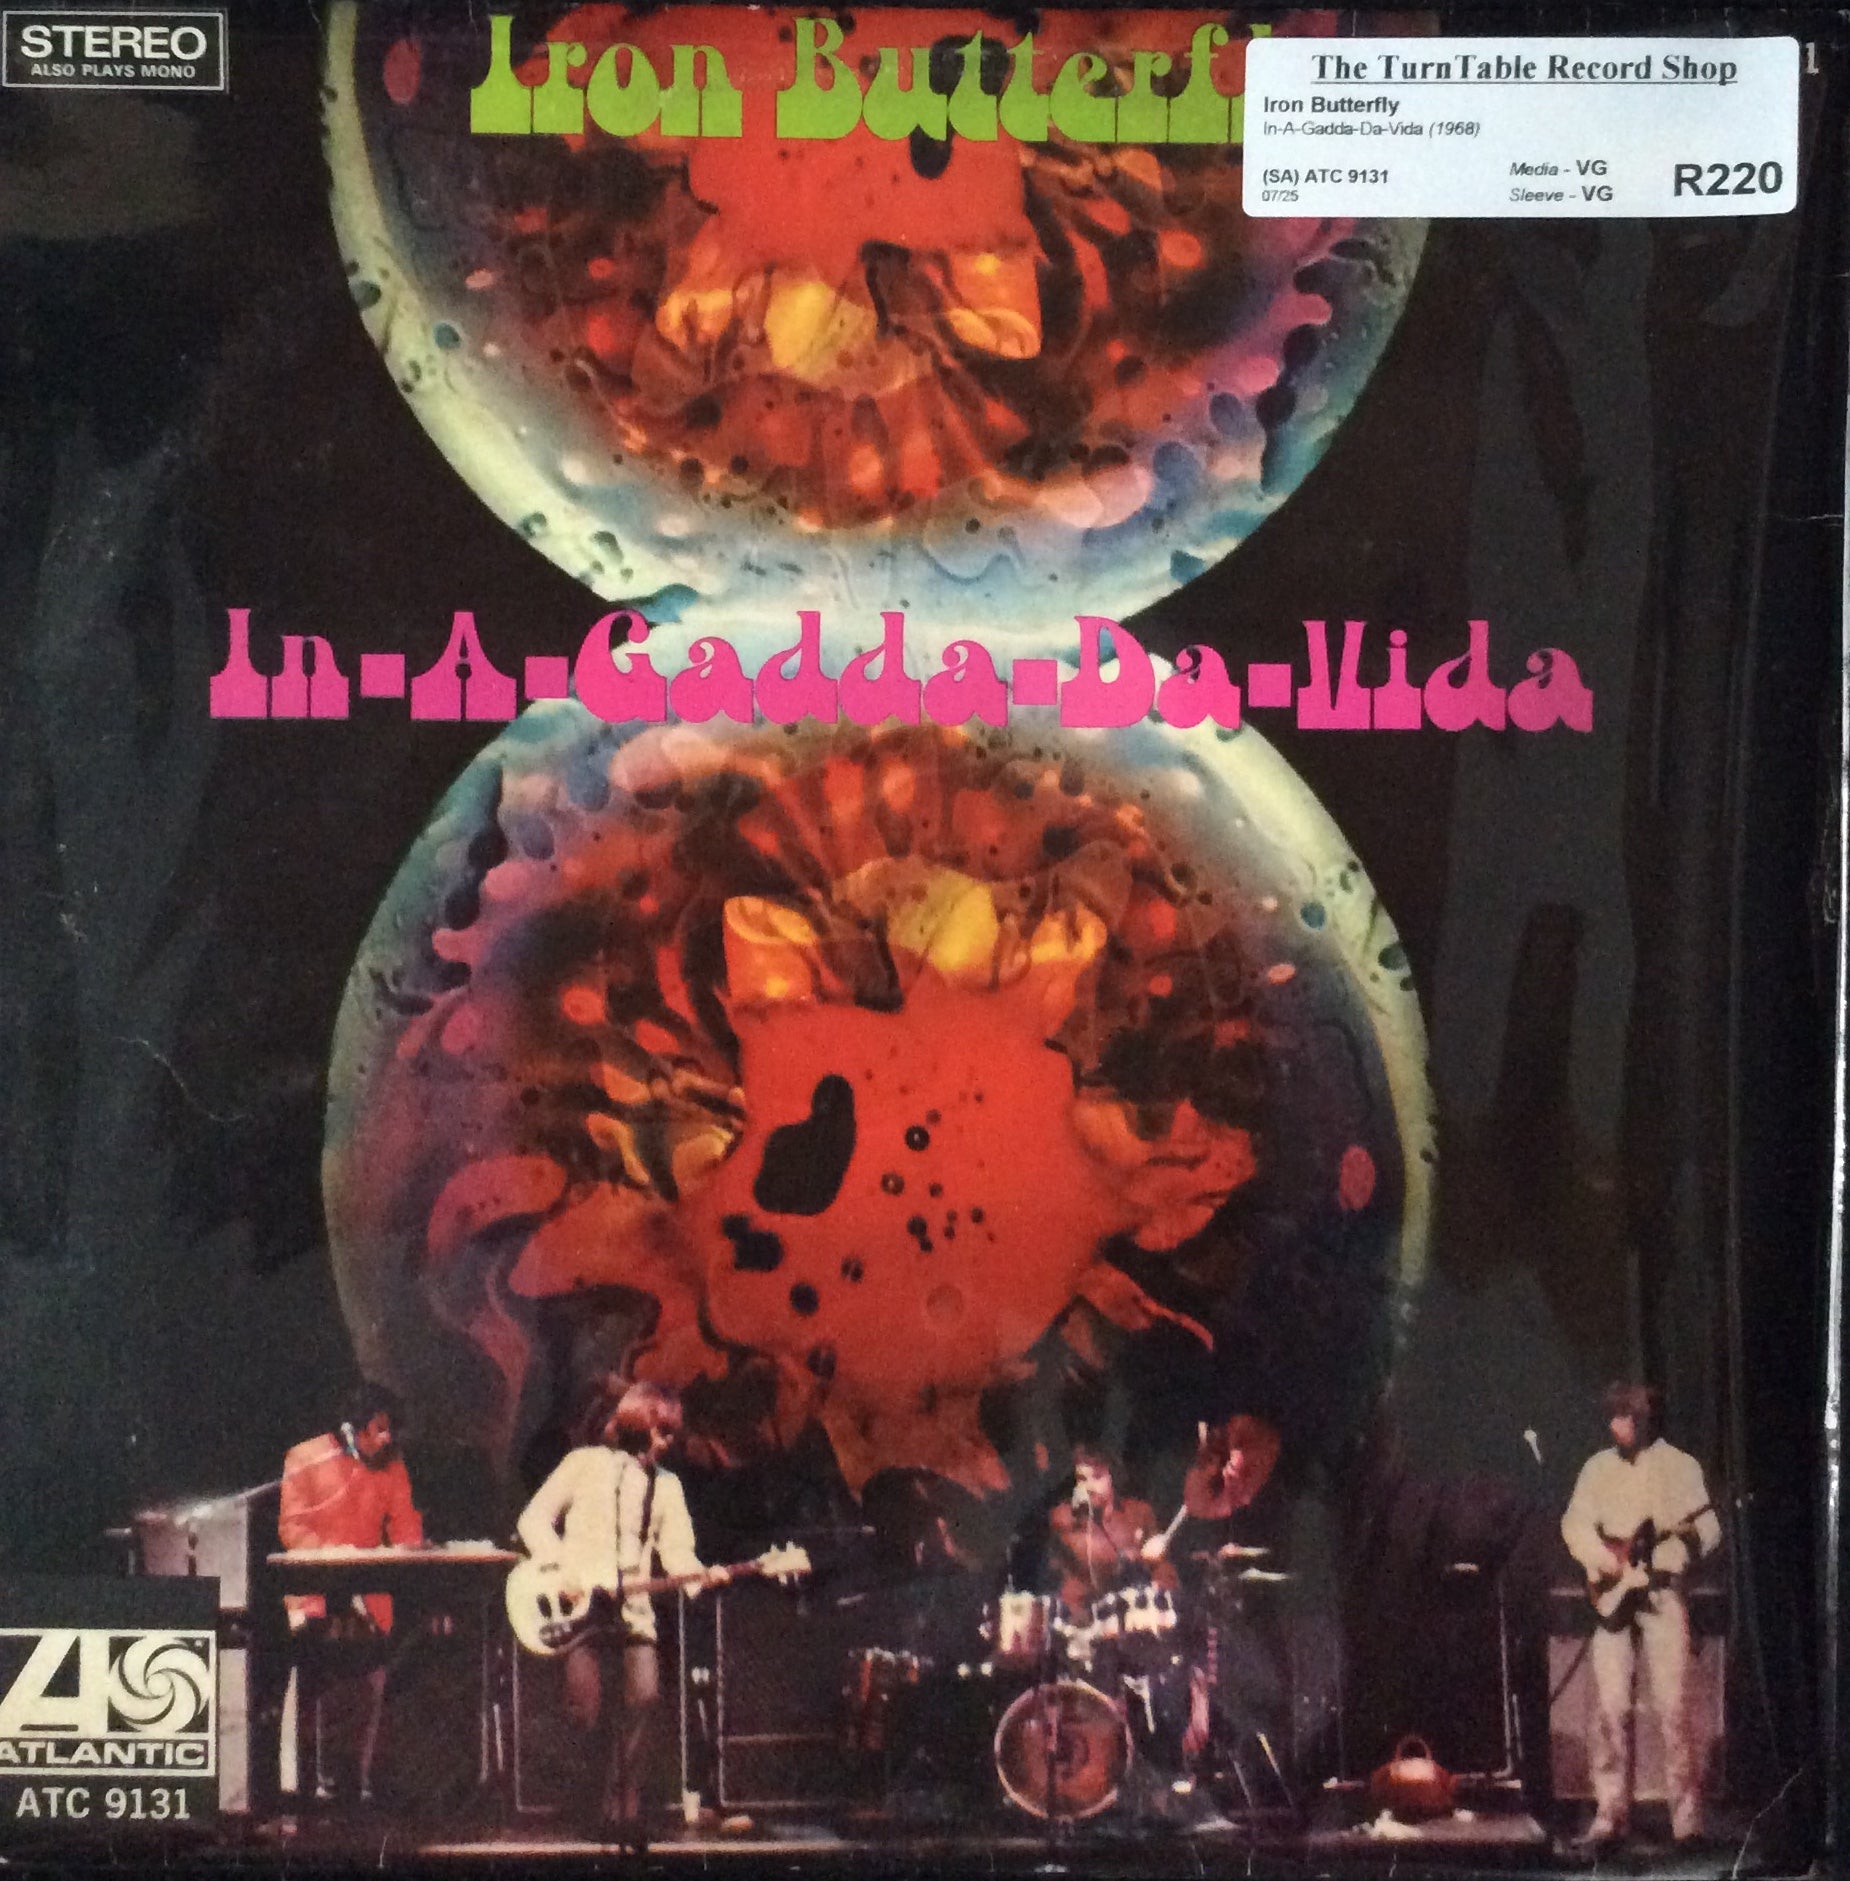 STEREO
ALSO PLAYS MONO
Iron Butterfl
1
The TurnTable Record Shop
Iron Butterfly
In-A-Gadda-Da-Vida (1968)
(SA) ATC 9131
07/25
Media - VG
Sleeve - VG
R220
In-A-Gadda-Da-Vida
ATLANTIC
ATC 9131